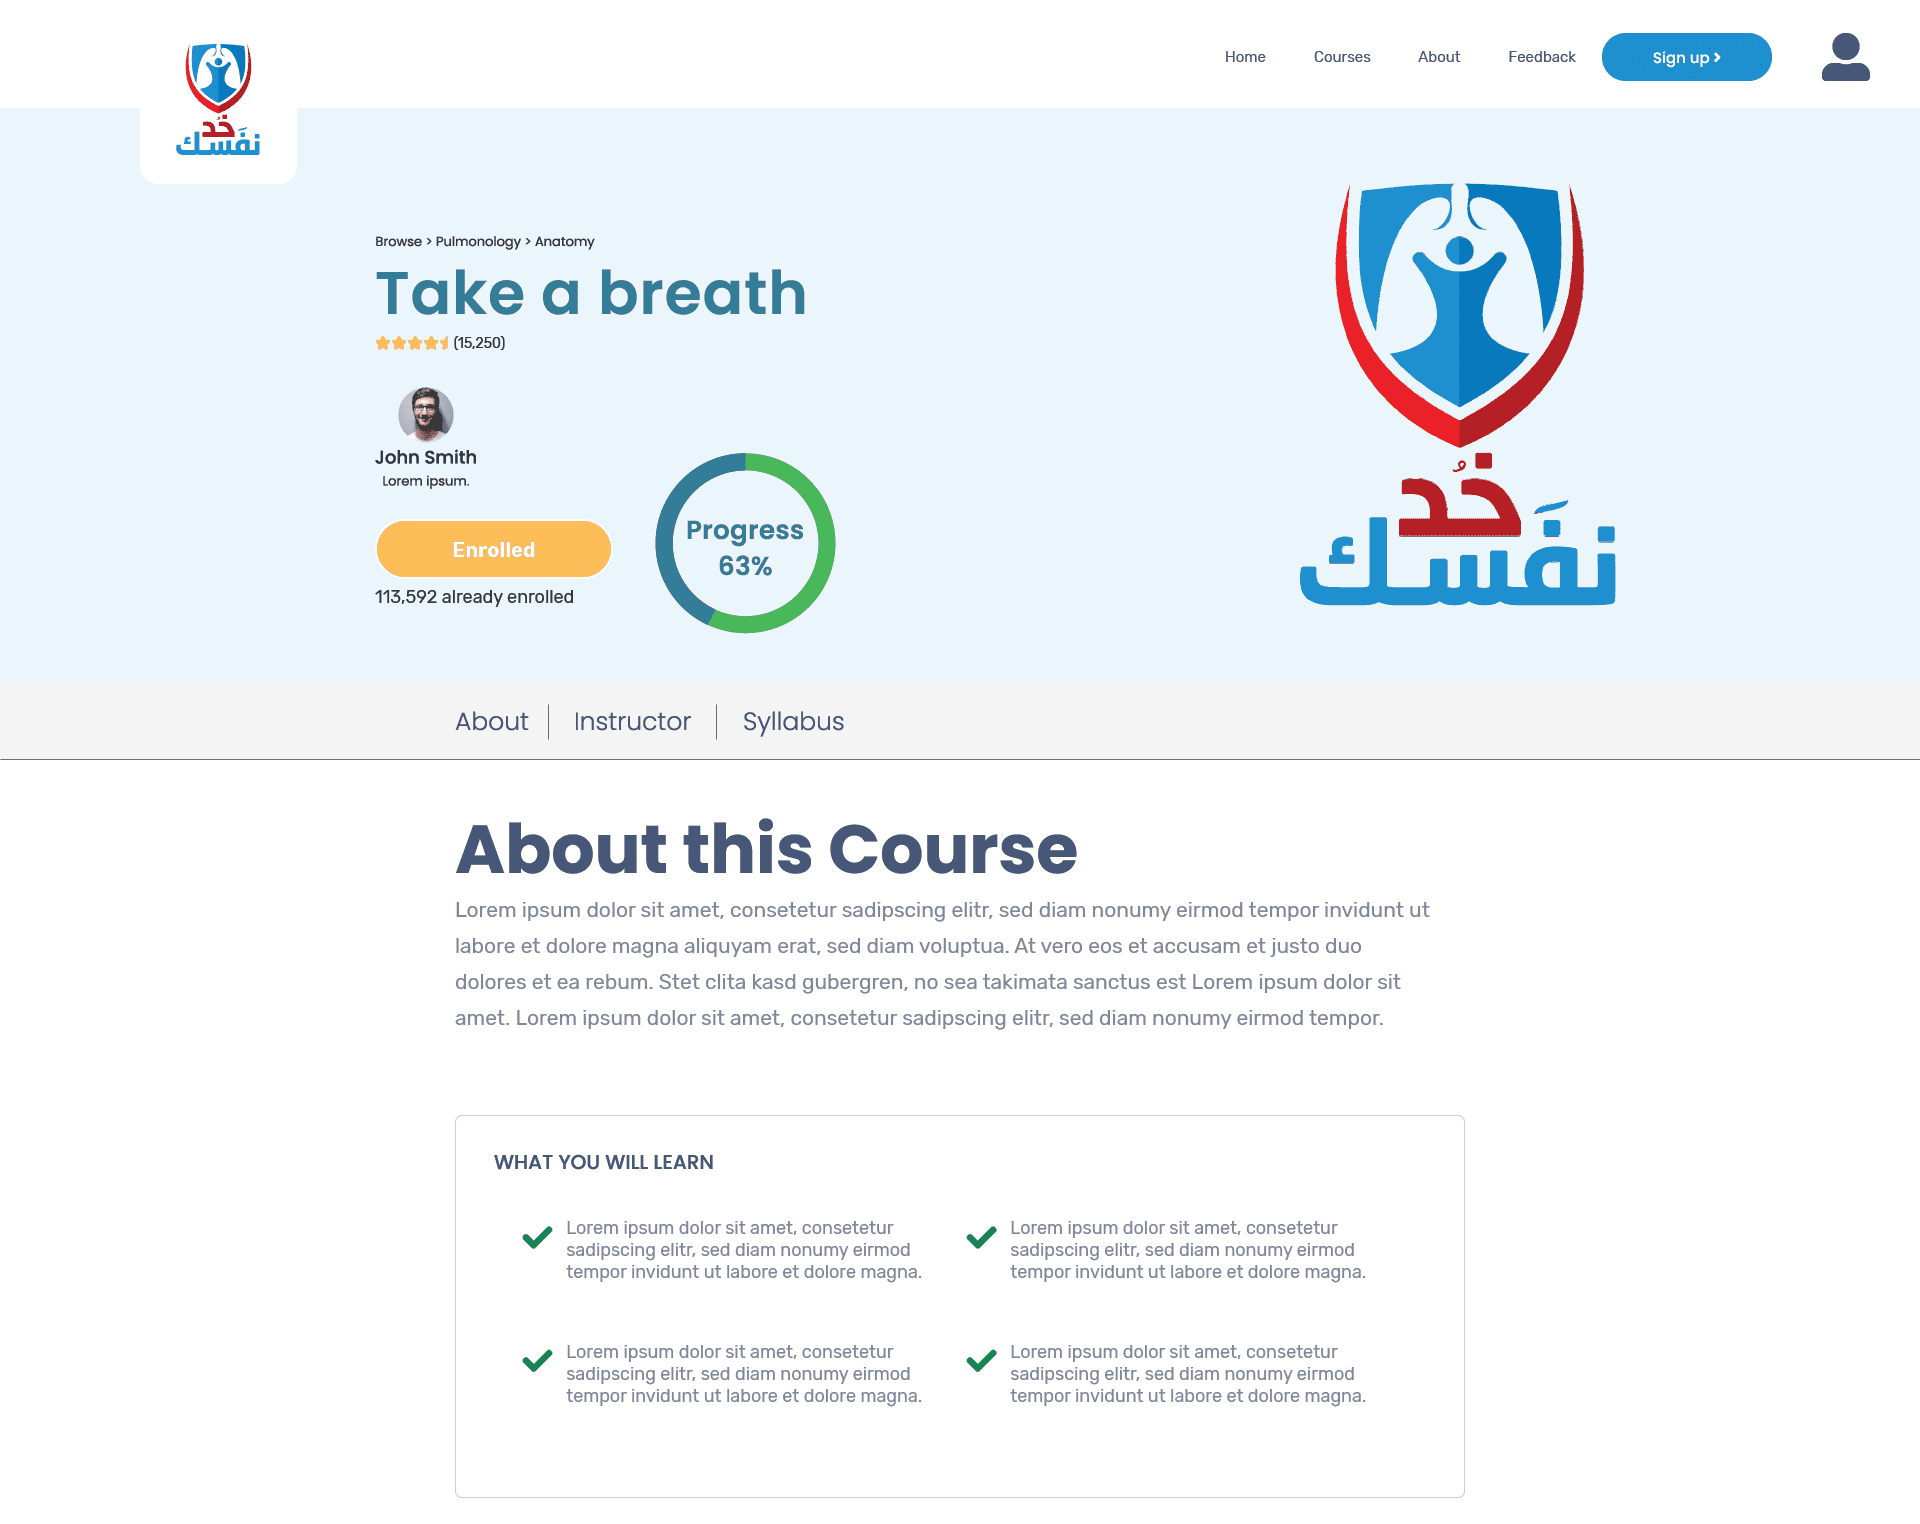 خُد
نفَسك
Home
Courses
About
Feedback
Sign up
Browse > Pulmonology > Anatomy
Take a breath
(15,250)
John Smith
Lorem ipsum.
Enrolled
113,592 already enrolled
Progress
63%
خُد
نفَسك
About
Instructor
Syllabus
About this Course
Lorem ipsum dolor sit amet, consetetur sadipscing elitr, sed diam nonumy eirmod tempor invidunt ut
labore et dolore magna aliquyam erat, sed diam voluptua. At vero eos et accusam et justo duo
dolores et ea rebum. Stet clita kasd gubergren, no sea takimata sanctus est Lorem ipsum dolor sit
amet. Lorem ipsum dolor sit amet, consetetur sadipscing elitr, sed diam nonumy eirmod tempor.
WHAT YOU WILL LEARN
Lorem ipsum dolor sit amet, consetetur
sadipscing elitr, sed diam nonumy eirmod
tempor invidunt ut labore et dolore magna.
Lorem ipsum dolor sit amet, consetetur
sadipscing elitr, sed diam nonumy eirmod
tempor invidunt ut labore et dolore magna.
Lorem ipsum dolor sit amet, consetetur
sadipscing elitr, sed diam nonumy eirmod
tempor invidunt ut labore et dolore magna.
Lorem ipsum dolor sit amet, consetetur
sadipscing elitr, sed diam nonumy eirmod
tempor invidunt ut labore et dolore magna.